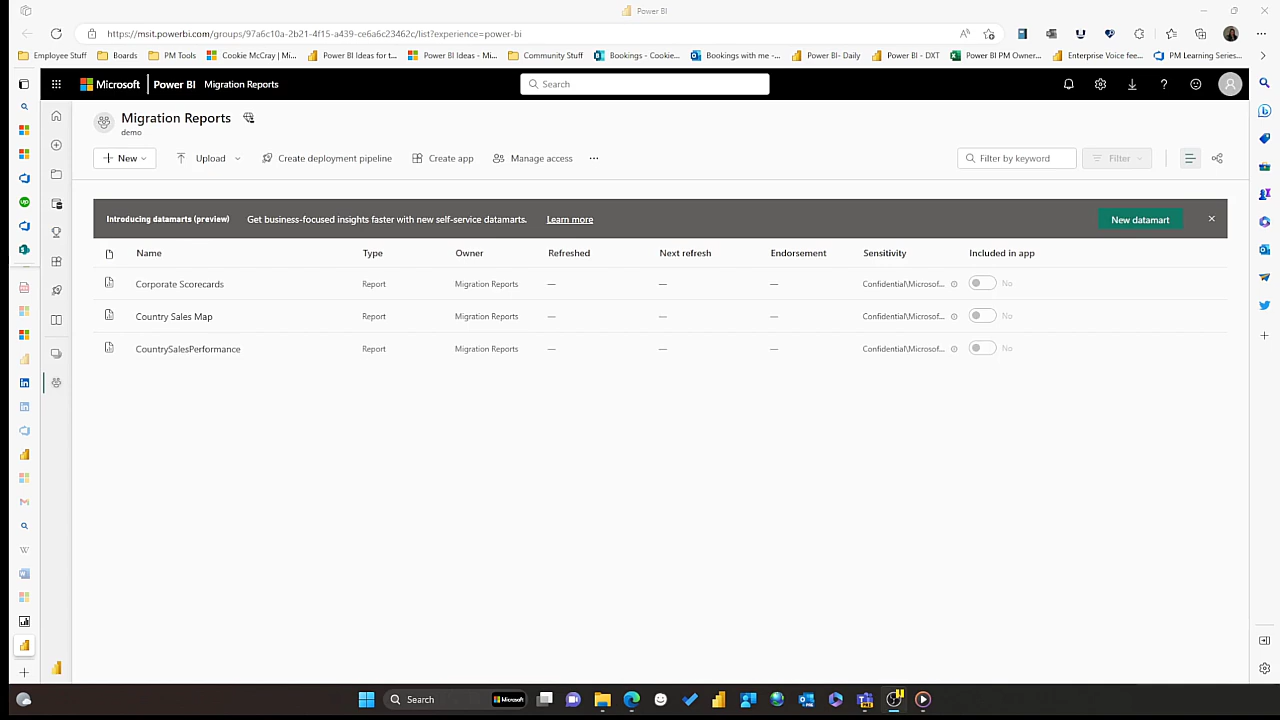 Power BI
https://msit.powerbi.com/groups/97a6c10a-2b21-4f15-a439-ce6a6c23462c/list?experience=power-bi
Employee Stuff Boards PM Tools Cookie McCray | Mi... Power BI Ideas for t... Power BI Ideas - Mi... Community Stuff Bookings - Cookie... Bookings with me -... Power BI- Daily Power BI - DXT Power BI PM Owner... Enterprise Voice fee... PM Learning Series...
Microsoft Power BI Migration Reports Search
Migration Reports
demo
New Upload Create deployment pipeline Create app Manage access ... Filter by keyword Filter
Introducing datamarts (preview) Get business-focused insights faster with new self-service datamarts. Learn more New datamart
Name Type Owner Refreshed Next refresh Endorsement Sensitivity Included in app
Corporate Scorecards Report Migration Reports — — — Confidential\Microsof... No
Country Sales Map Report Migration Reports — — — Confidential\Microsof... No
CountrySalesPerformance Report Migration Reports — — — Confidential\Microsof... No
Search Microsoft